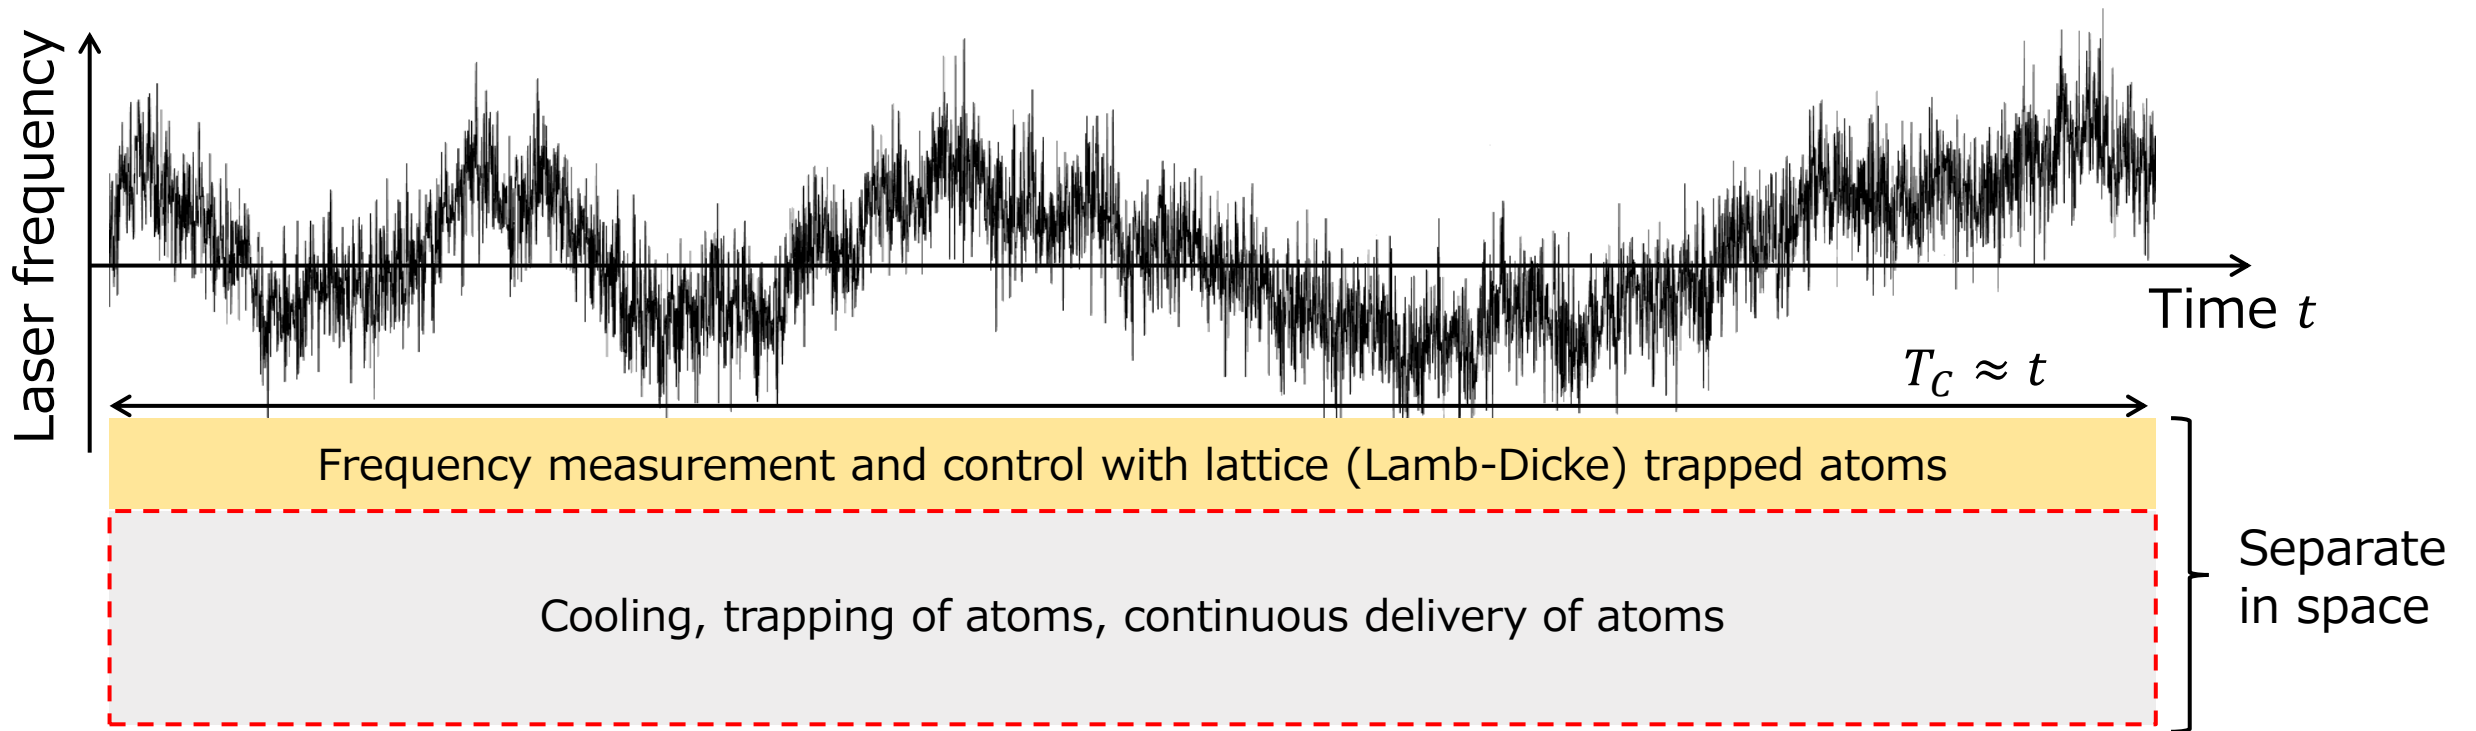 Laser frequency
Time t
T_C ≈ t
Frequency measurement and control with lattice (Lamb-Dicke) trapped atoms
Cooling, trapping of atoms, continuous delivery of atoms
Separate
in space